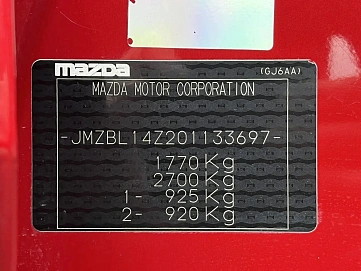 mazda (GJ6AA)
MAZDA MOTOR CORPORATION
-JMZBL14Z201133697-
1770Kg
2700Kg
1- 925Kg
2- 920Kg